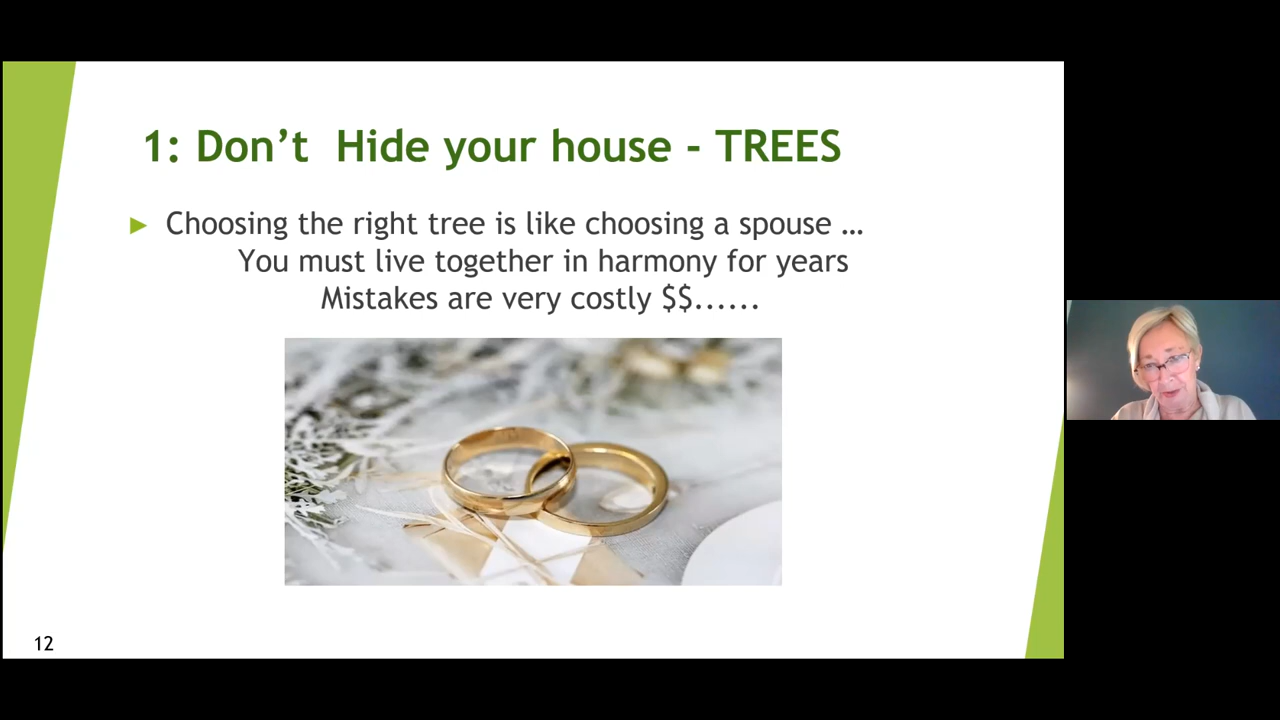 1: Don’t  Hide your house - TREES
► Choosing the right tree is like choosing a spouse …
You must live together in harmony for years
Mistakes are very costly $$......
12